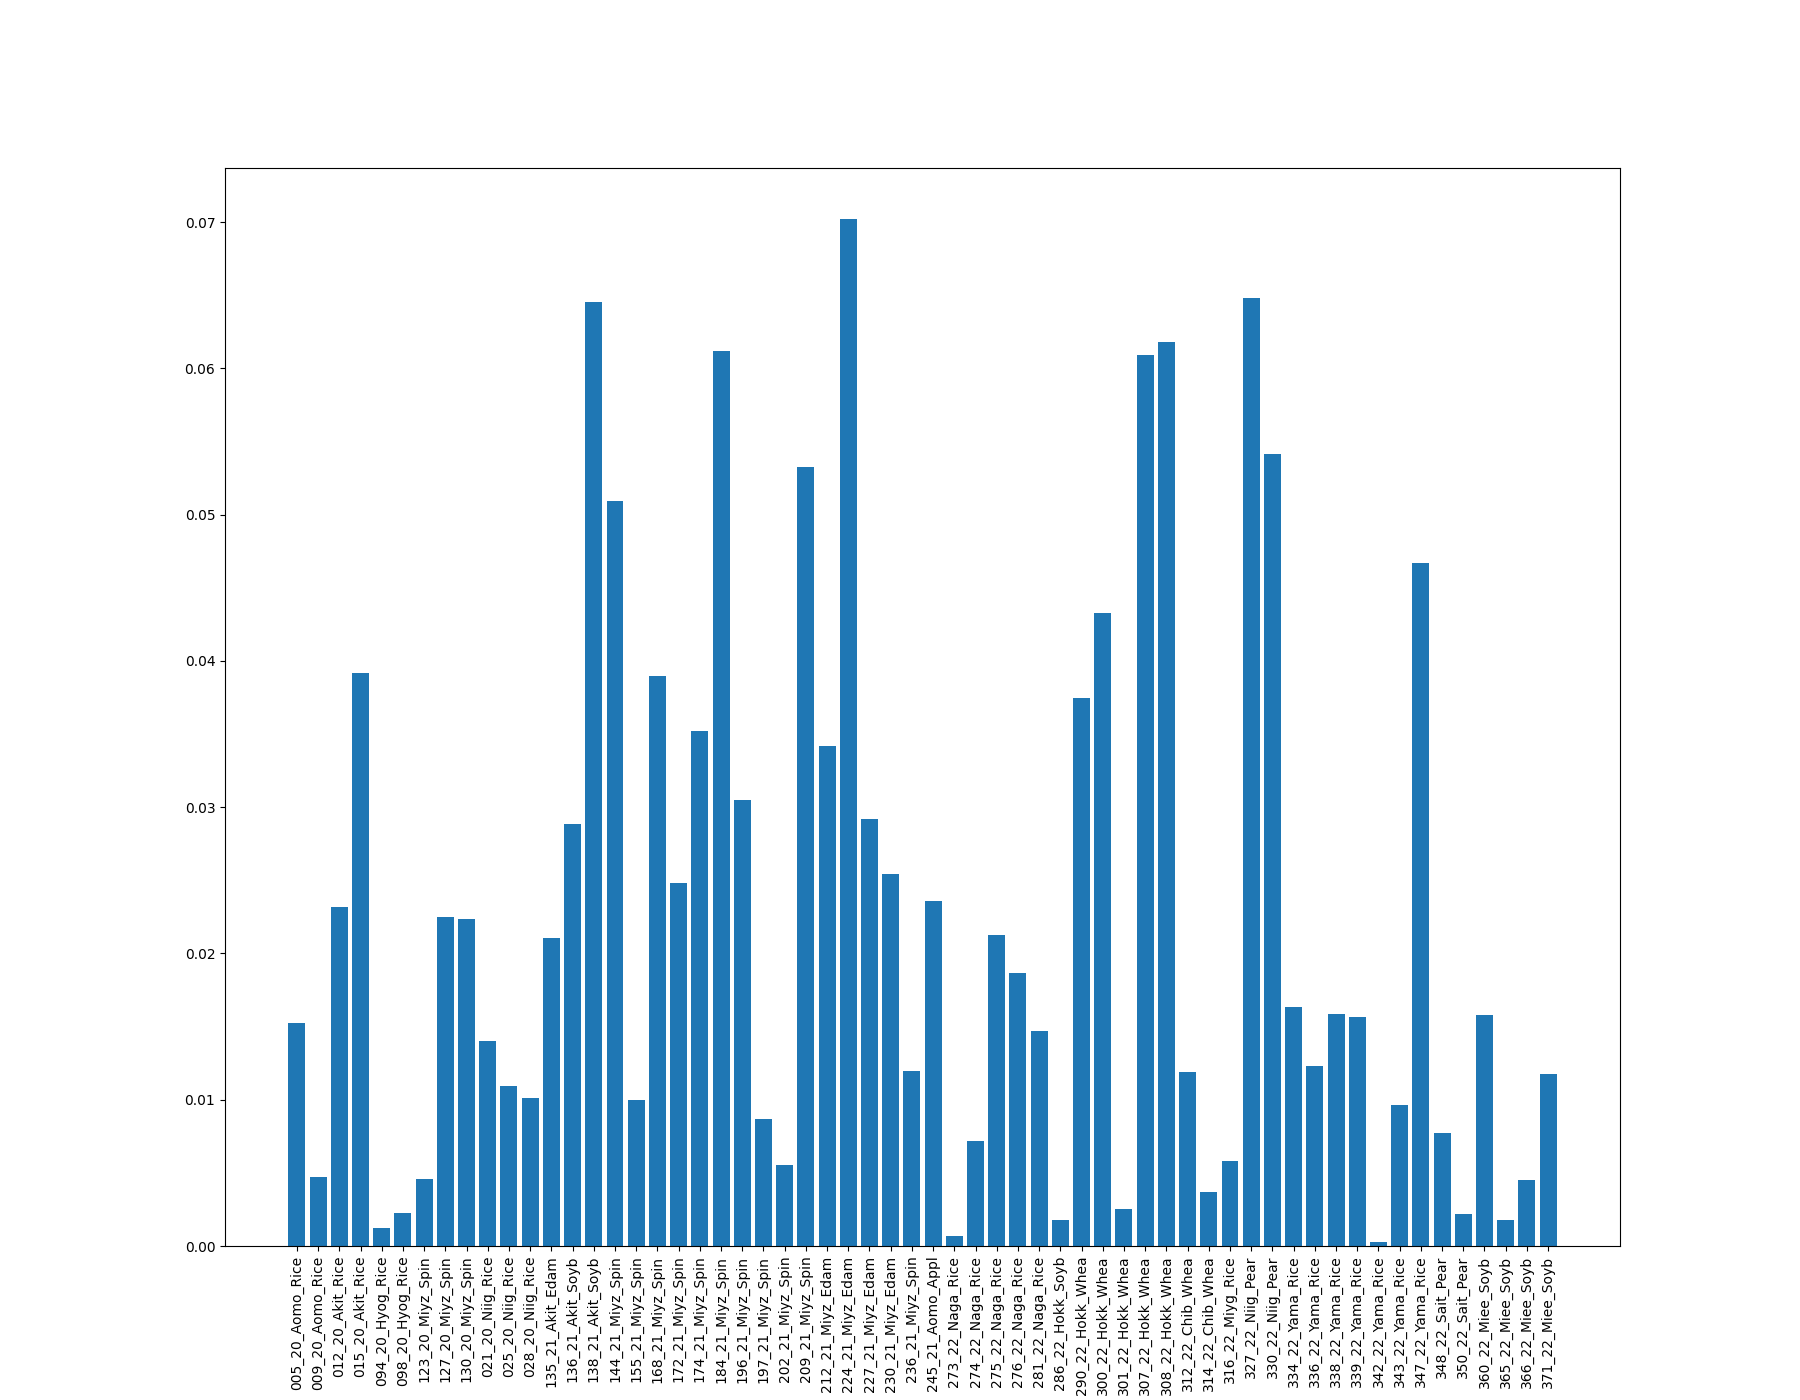 0.07
0.06
0.05
0.04
0.03
0.02
0.01
0.00
005_20_Aomo_Rice
009_20_Aomo_Rice
012_20_Akit_Rice
015_20_Akit_Rice
094_20_Hyog_Rice
098_20_Hyog_Rice
123_20_Miyz_Spin
127_20_Miyz_Spin
130_20_Miyz_Spin
021_20_Niig_Rice
025_20_Niig_Rice
028_20_Niig_Rice
135_21_Akit_Edam
136_21_Akit_Soyb
138_21_Akit_Soyb
144_21_Miyz_Spin
155_21_Miyz_Spin
168_21_Miyz_Spin
172_21_Miyz_Spin
174_21_Miyz_Spin
184_21_Miyz_Spin
196_21_Miyz_Spin
197_21_Miyz_Spin
202_21_Miyz_Spin
209_21_Miyz_Spin
212_21_Miyz_Edam
224_21_Miyz_Edam
227_21_Miyz_Edam
230_21_Miyz_Edam
236_21_Miyz_Spin
245_21_Aomo_Appl
273_22_Naga_Rice
274_22_Naga_Rice
275_22_Naga_Rice
276_22_Naga_Rice
281_22_Naga_Rice
286_22_Hokk_Soyb
290_22_Hokk_Whea
300_22_Hokk_Whea
301_22_Hokk_Whea
307_22_Hokk_Whea
308_22_Hokk_Whea
312_22_Chib_Whea
314_22_Chib_Whea
316_22_Miyg_Rice
327_22_Niig_Pear
330_22_Niig_Pear
334_22_Yama_Rice
336_22_Yama_Rice
338_22_Yama_Rice
339_22_Yama_Rice
342_22_Yama_Rice
343_22_Yama_Rice
347_22_Yama_Rice
348_22_Sait_Pear
350_22_Sait_Pear
360_22_Miee_Soyb
365_22_Miee_Soyb
366_22_Miee_Soyb
371_22_Miee_Soyb